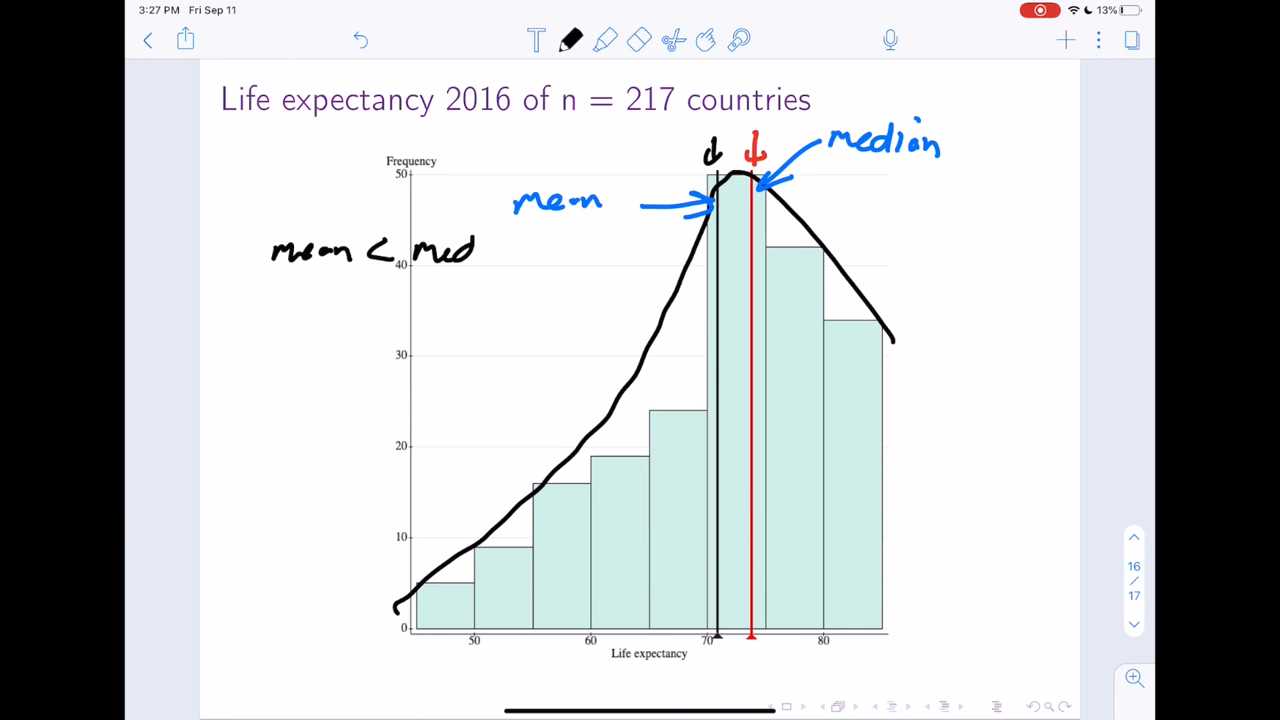 3:27 PM Fri Sep 11
13%
T
Life expectancy 2016 of n = 217 countries
median
Frequency
50
mean
mean < med
40
30
20
10
0
50 60 70 80
Life expectancy
16
/
17